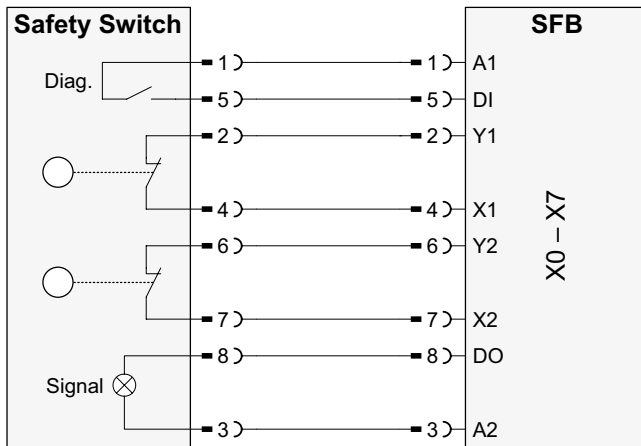 Safety Switch SFB
1 1 A1
Diag.
5 5 DI
2 2 Y1
4 4 X1
6 6 Y2
7 7 X2
8 8 DO
Signal
3 3 A2
X0 – X7